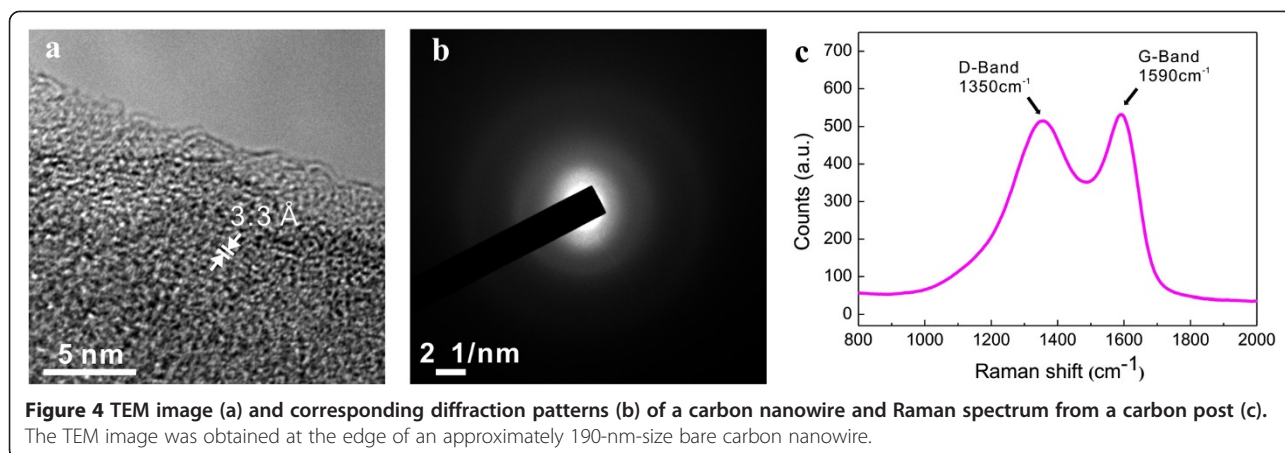 a
3.3 Å
5 nm
b
2 1/nm
c
700
600
500
400
300
200
100
0
Counts (a.u.)
D-Band
1350cm⁻¹
G-Band
1590cm⁻¹
800 1000 1200 1400 1600 1800 2000
Raman shift (cm⁻¹)
Figure 4 TEM image (a) and corresponding diffraction patterns (b) of a carbon nanowire and Raman spectrum from a carbon post (c).
The TEM image was obtained at the edge of an approximately 190-nm-size bare carbon nanowire.